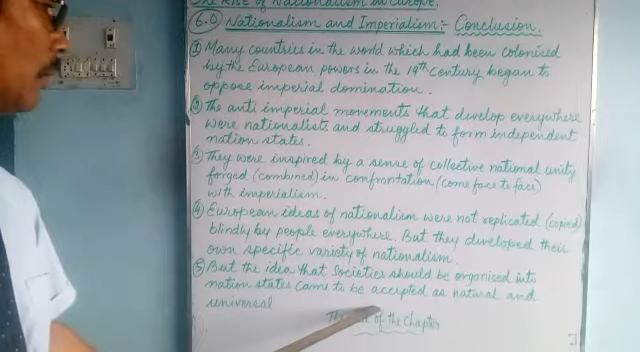 The Rise of Nationalism in Europe.
6.0 Nationalism and Imperialism:- Conclusion.
① Many countries in the world which had been colonised
by the European powers in the 19th century began to
oppose imperial domination.
② The anti imperial movements that develop everywhere
were nationalists and struggled to form independent
nation states.
③ They were inspired by a sense of collective national unity
forged (combined) in confrontation (come face to face)
with imperialism.
④ European ideas of nationalism were not replicated (copied)
blindly by people everywhere. But they developed their
own specific variety of nationalism.
⑤ But the idea that societies should be organised into
nation states came to be accepted as natural and
universal
The of the Chapter